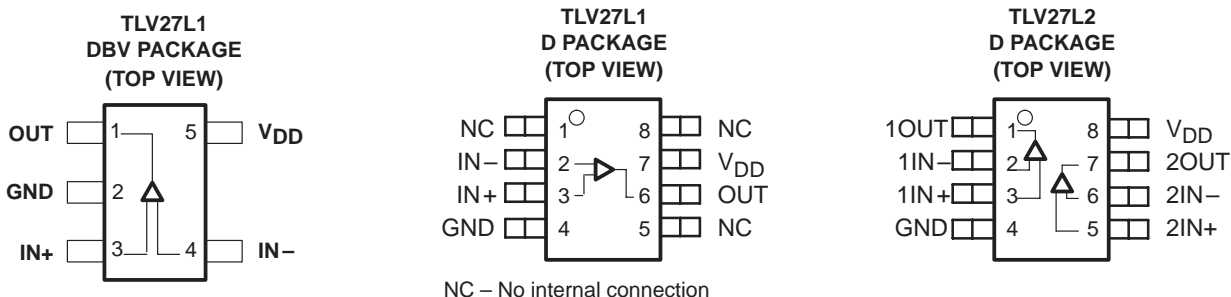 TLV27L1
DBV PACKAGE
(TOP VIEW)
OUT 1 5 VDD
GND 2
IN+ 3 4 IN−
TLV27L1
D PACKAGE
(TOP VIEW)
NC 1 8 NC
IN− 2 7 VDD
IN+ 3 6 OUT
GND 4 5 NC
NC – No internal connection
TLV27L2
D PACKAGE
(TOP VIEW)
1OUT 1 8 VDD
1IN− 2 7 2OUT
1IN+ 3 6 2IN−
GND 4 5 2IN+